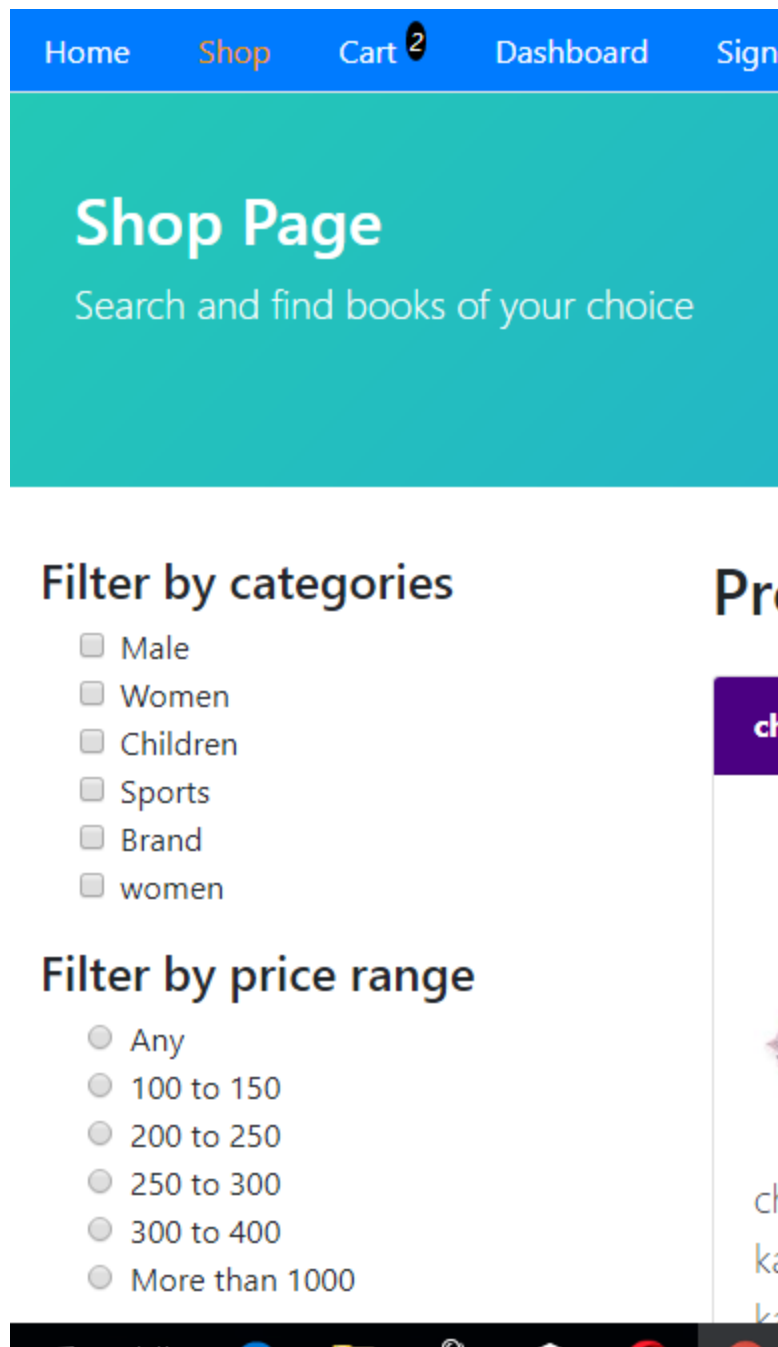 Home Shop Cart 2 Dashboard Sign
Shop Page
Search and find books of your choice
Filter by categories
Male
Women
Children
Sports
Brand
women
Filter by price range
Any
100 to 150
200 to 250
250 to 300
300 to 400
More than 1000